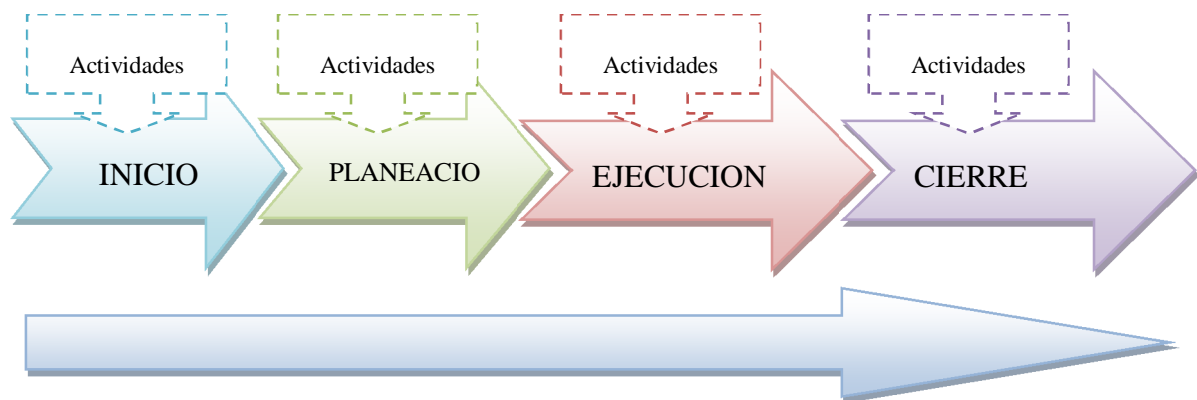 Actividades
Actividades
Actividades
Actividades
INICIO
PLANEACIO
EJECUCION
CIERRE